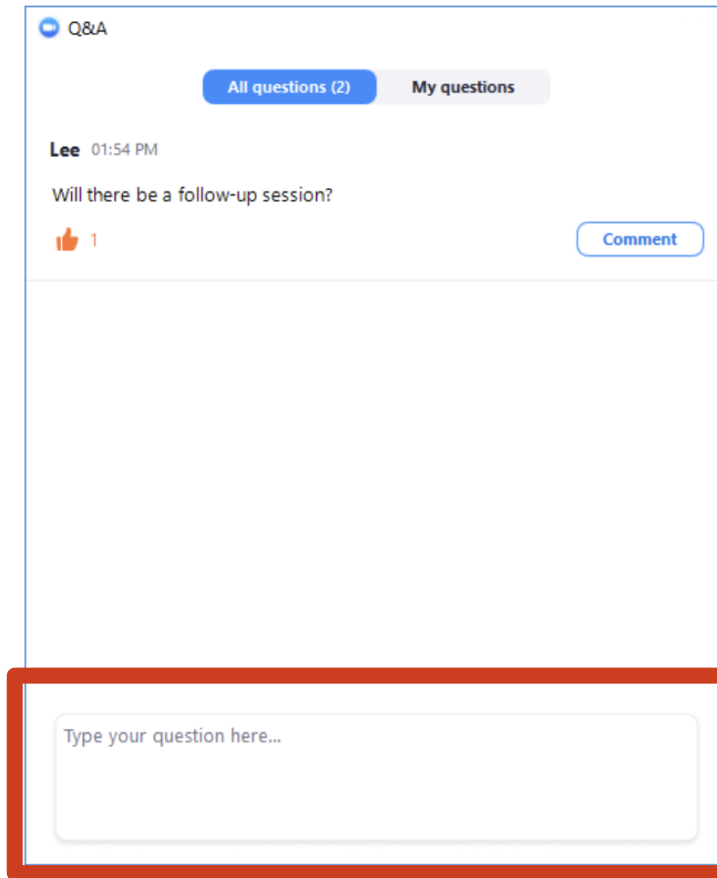 Q&A
All questions (2) My questions
Lee 01:54 PM
Will there be a follow-up session?
1 Comment
Type your question here...